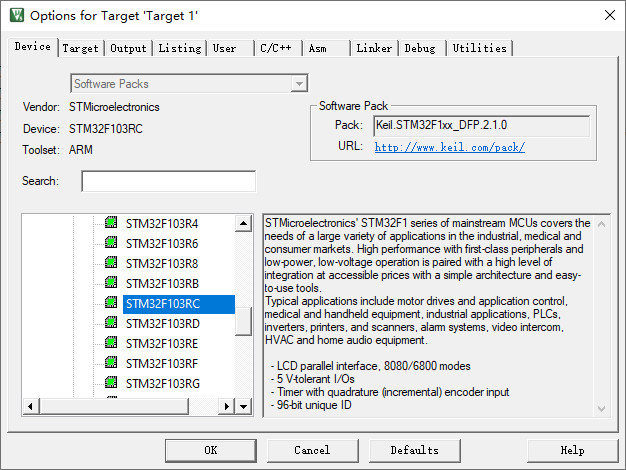 Options for Target 'Target 1'
Device Target Output Listing User C/C++ Asm Linker Debug Utilities
Software Packs
Vendor: STMicroelectronics
Device: STM32F103RC
Toolset: ARM
Search:
Software Pack
Pack: Keil.STM32F1xx_DFP.2.1.0
URL: http://www.keil.com/pack/
STM32F103R4
STM32F103R6
STM32F103R8
STM32F103RB
STM32F103RC
STM32F103RD
STM32F103RE
STM32F103RF
STM32F103RG
STMicroelectronics' STM32F1 series of mainstream MCUs covers the
needs of a large variety of applications in the industrial, medical and
consumer markets. High performance with first-class peripherals and
low-power, low-voltage operation is paired with a high level of
integration at accessible prices with a simple architecture and easy-
to-use tools.
Typical applications include motor drives and application control,
medical and handheld equipment, industrial applications, PLCs,
inverters, printers, and scanners, alarm systems, video intercom,
HVAC and home audio equipment.
- LCD parallel interface, 8080/6800 modes
- 5 V-tolerant I/Os
- Timer with quadrature (incremental) encoder input
- 96-bit unique ID
OK Cancel Defaults Help